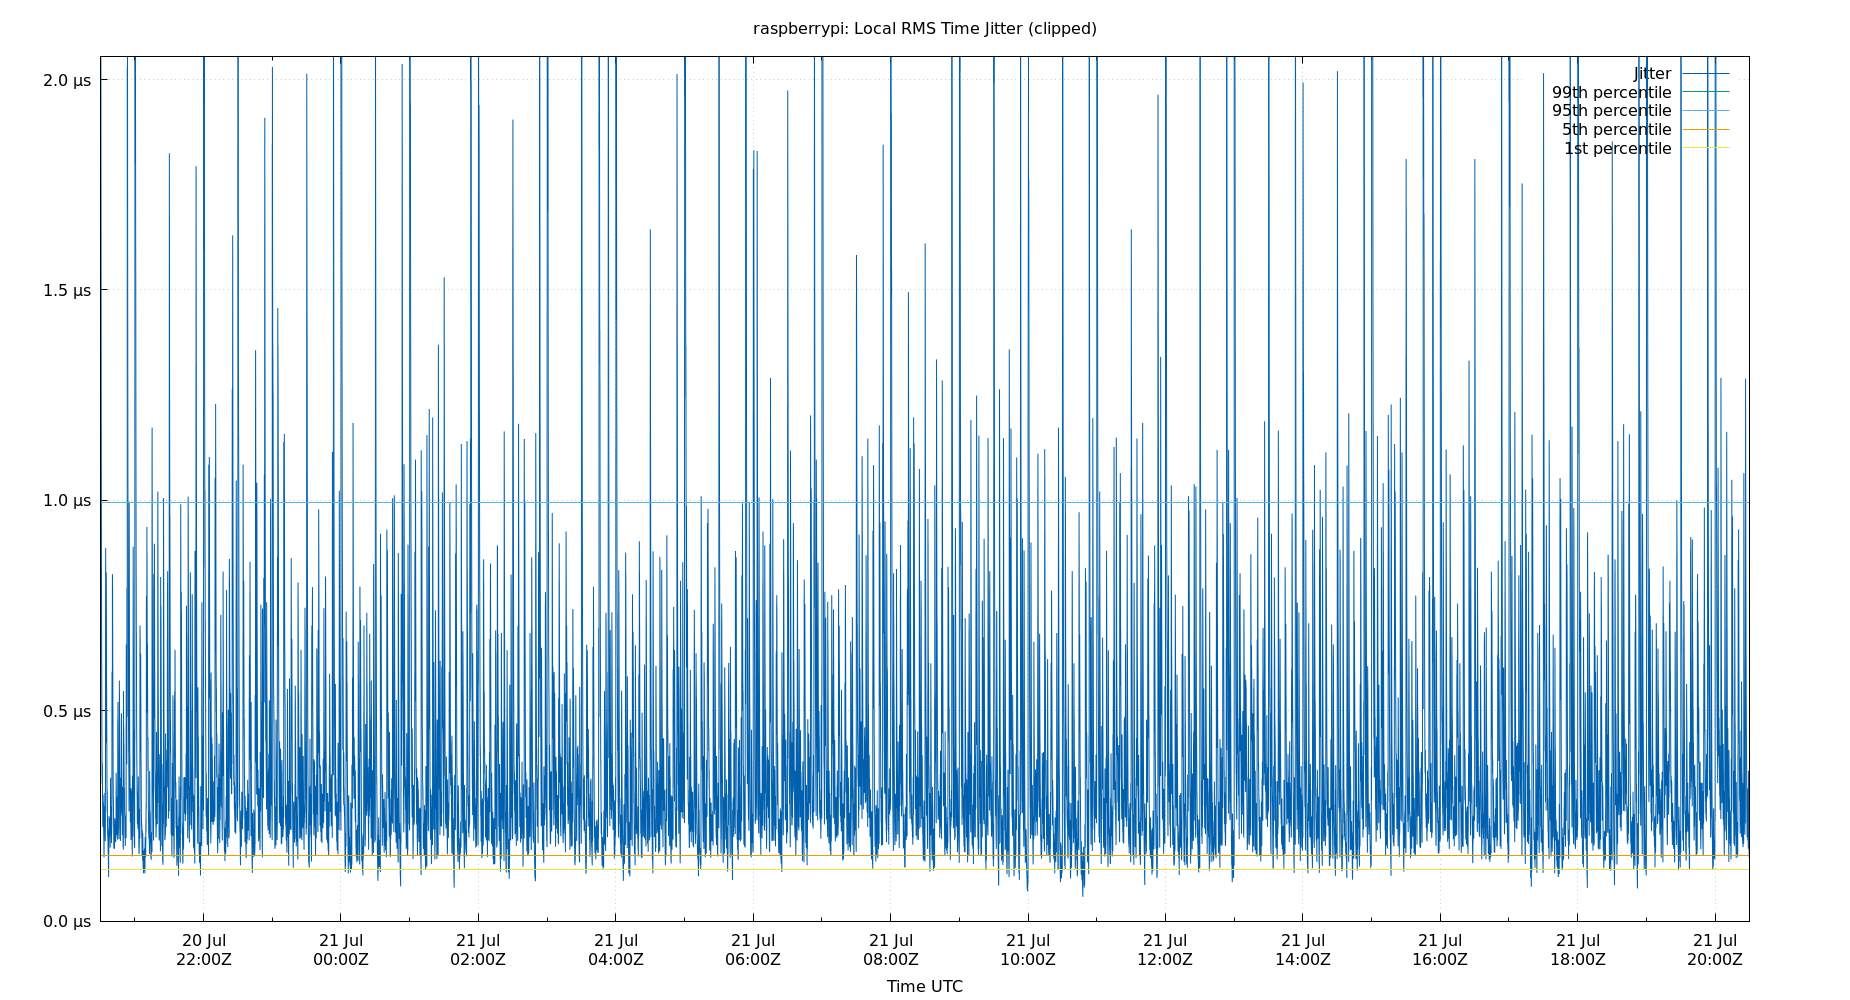 raspberrypi: Local RMS Time Jitter (clipped)
2.0 µs
1.5 µs
1.0 µs
0.5 µs
0.0 µs
Jitter
99th percentile
95th percentile
5th percentile
1st percentile
20 Jul 21 Jul 21 Jul 21 Jul 21 Jul 21 Jul 21 Jul 21 Jul 21 Jul 21 Jul 21 Jul 21 Jul
22:00Z 00:00Z 02:00Z 04:00Z 06:00Z 08:00Z 10:00Z 12:00Z 14:00Z 16:00Z 18:00Z 20:00Z
Time UTC